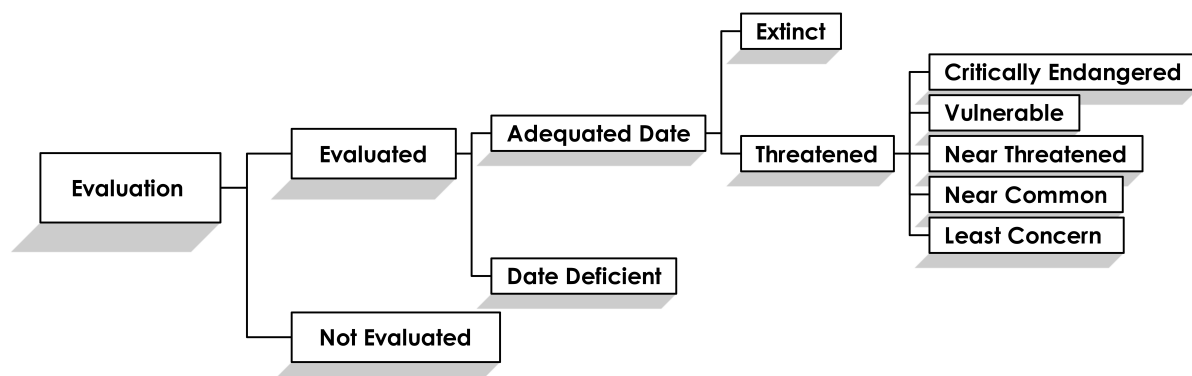 Evaluation
Evaluated
Not Evaluated
Adequated Date
Date Deficient
Extinct
Threatened
Critically Endangered
Vulnerable
Near Threatened
Near Common
Least Concern